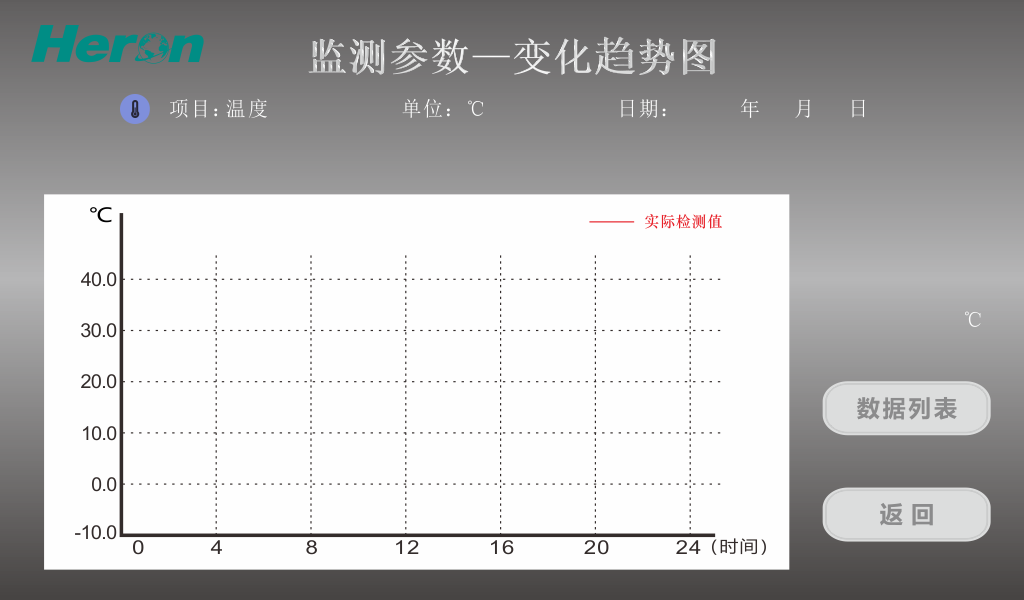 Heron
监测参数—变化趋势图
项目：温度 单位：℃ 日期： 年 月 日
℃
实际检测值
40.0
30.0
20.0
10.0
0.0
-10.0
0 4 8 12 16 20 24（时间）
℃
数据列表
返回